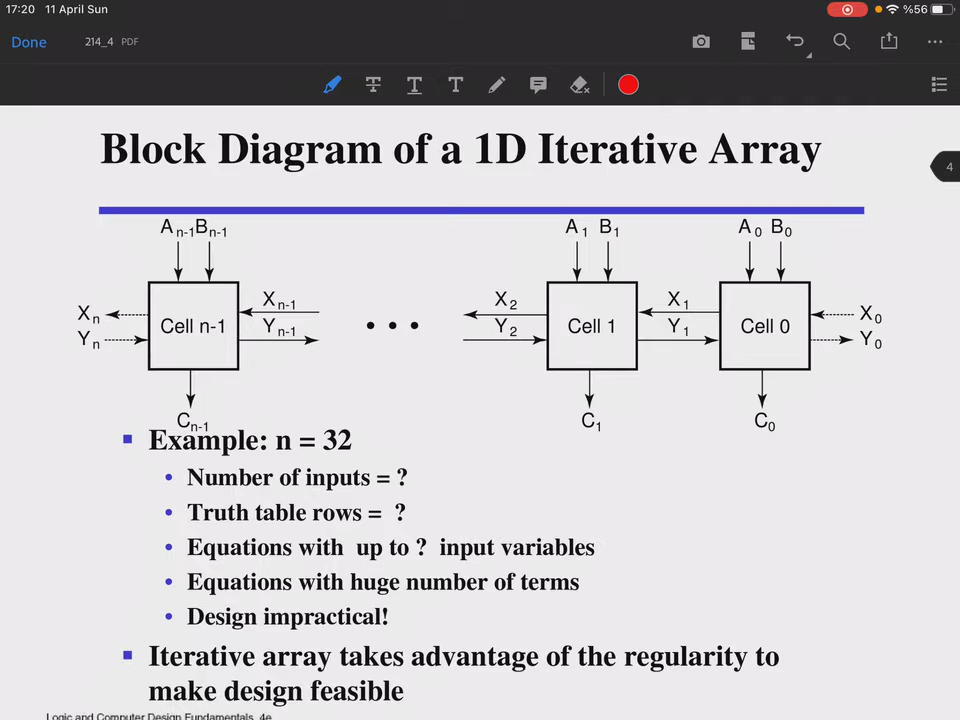 17:20 11 April Sun
%56
Done
214_4 PDF
T T T
Block Diagram of a 1D Iterative Array
4
An-1 Bn-1
A1 B1
A0 B0
Xn
Yn
Cell n-1
Xn-1
Yn-1
X2
Y2
Cell 1
X1
Y1
Cell 0
X0
Y0
Cn-1
C1
C0
Example: n = 32
• Number of inputs = ?
• Truth table rows = ?
• Equations with up to ? input variables
• Equations with huge number of terms
• Design impractical!
Iterative array takes advantage of the regularity to
make design feasible
Logic and Computer Design Fundamentals, 4e